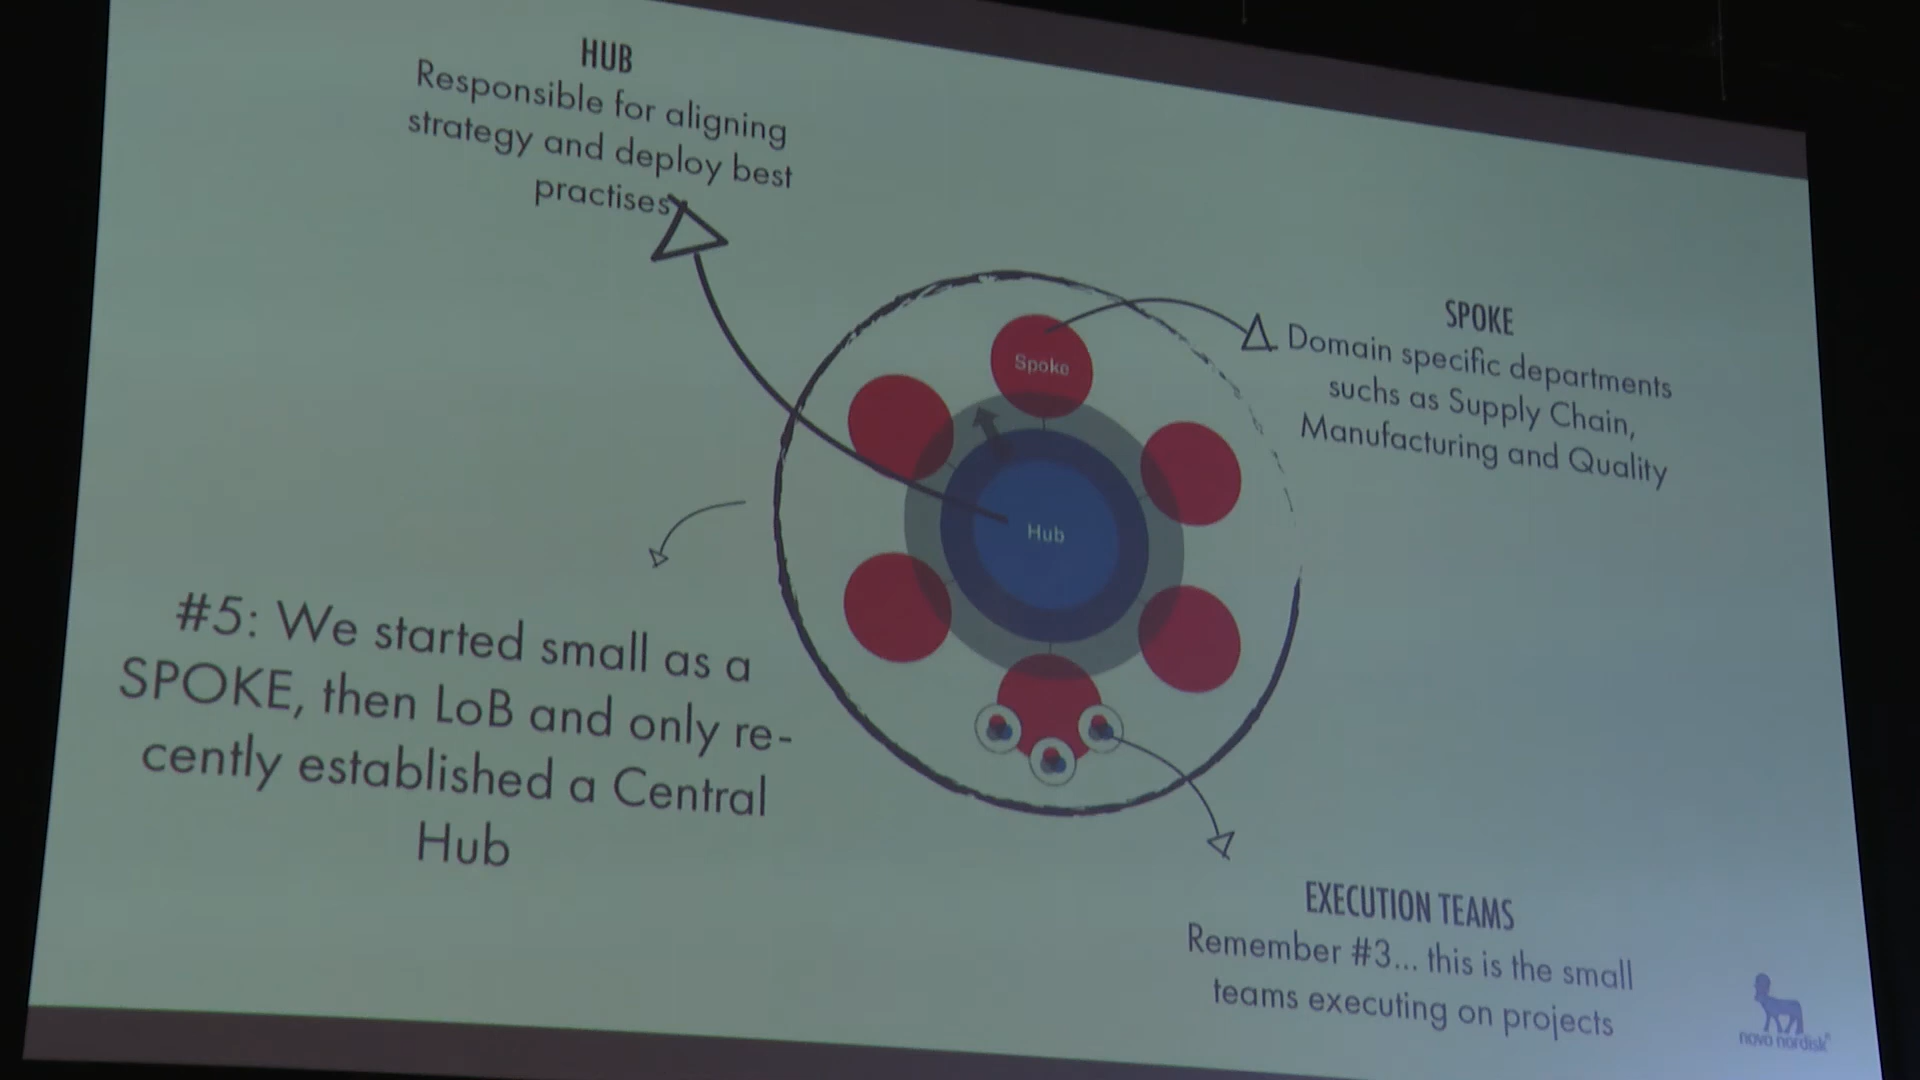 HUB
Responsible for aligning
strategy and deploy best
practises
SPOKE
Domain specific departments
suchs as Supply Chain,
Manufacturing and Quality
Spoke
Hub
#5: We started small as a
SPOKE, then LoB and only re-
cently established a Central
Hub
EXECUTION TEAMS
Remember #3... this is the small
teams executing on projects
novo nordisk®